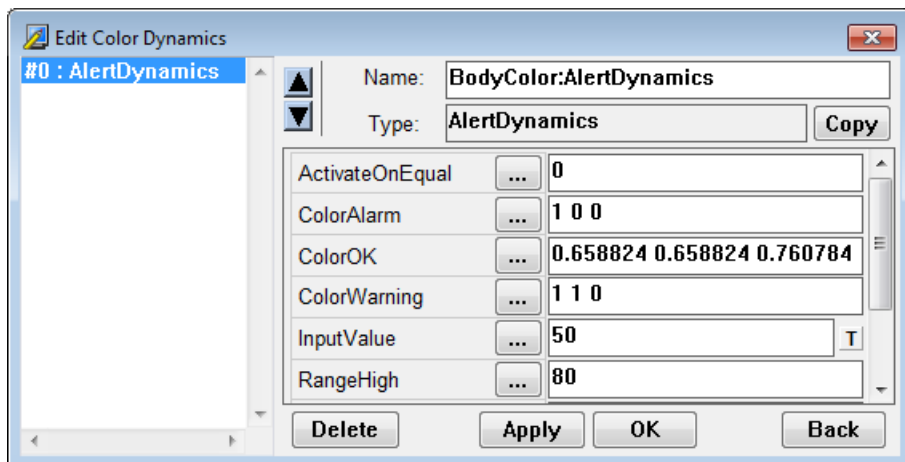 Edit Color Dynamics
#0 : AlertDynamics
Name: BodyColor:AlertDynamics
Type: AlertDynamics Copy
ActivateOnEqual ... 0
ColorAlarm ... 1 0 0
ColorOK ... 0.658824 0.658824 0.760784
ColorWarning ... 1 1 0
InputValue ... 50 T
RangeHigh ... 80
Delete Apply OK Back